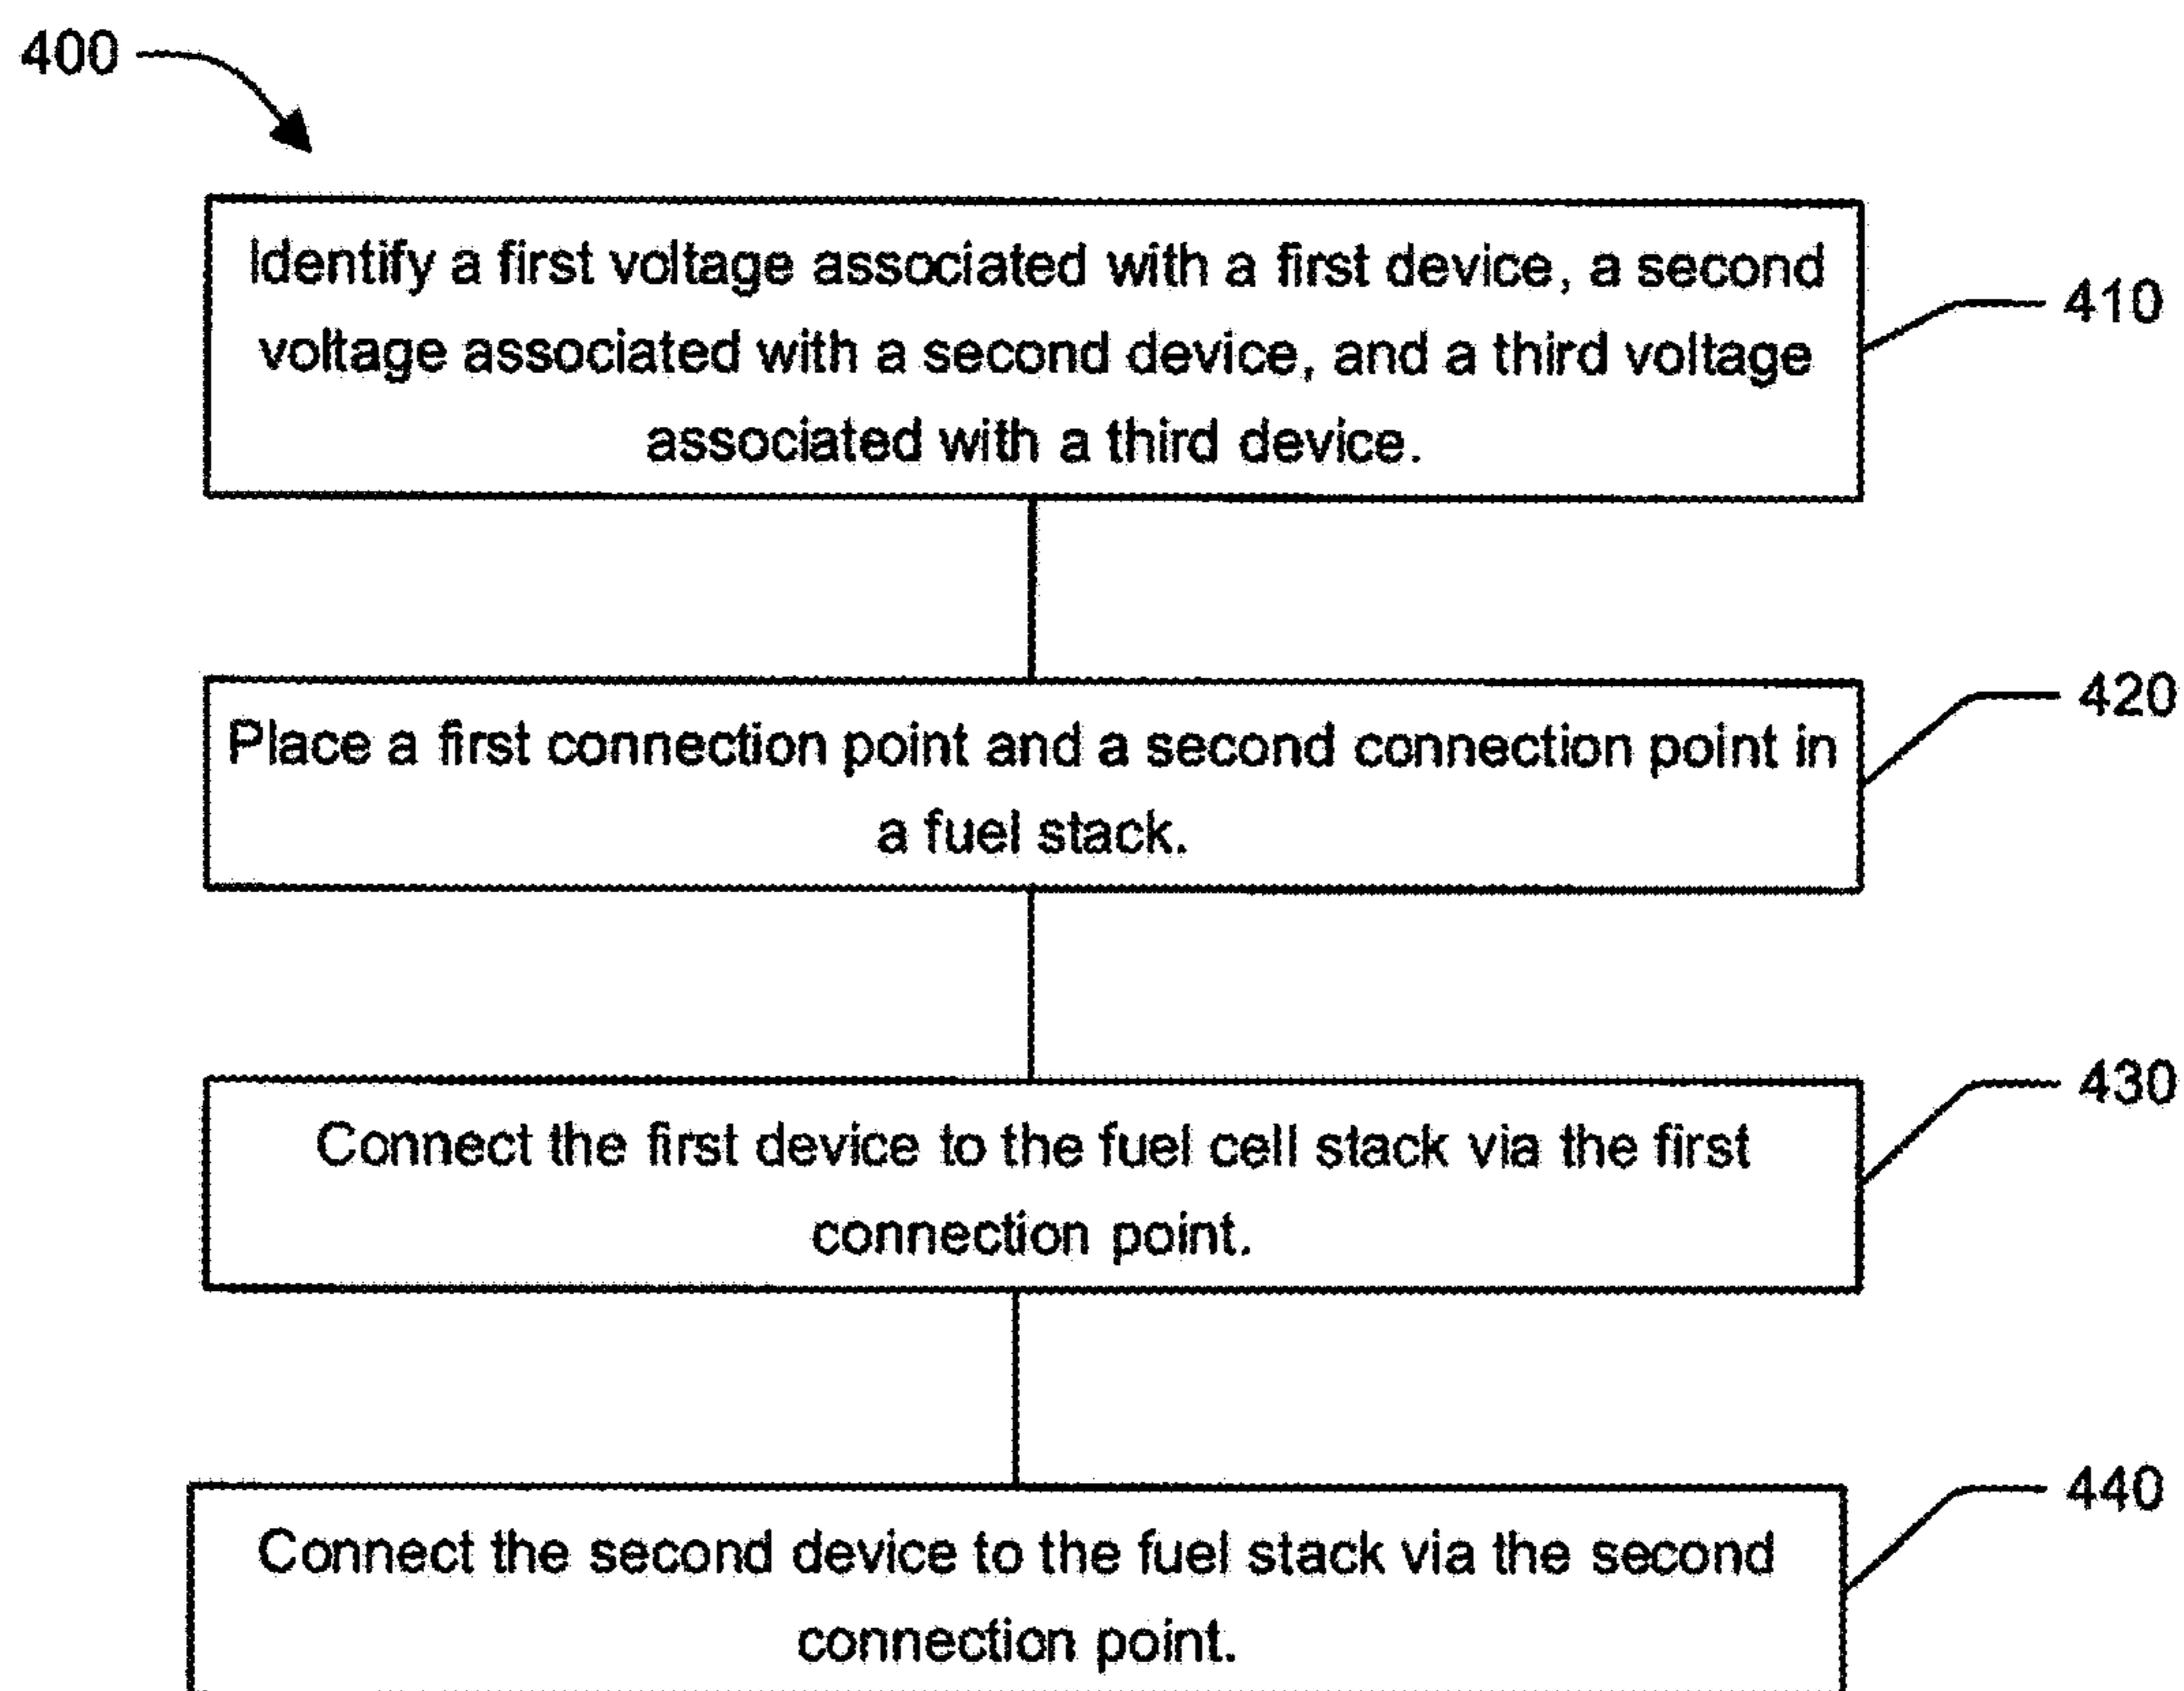 400
Identify a first voltage associated with a first device, a second
voltage associated with a second device, and a third voltage
associated with a third device.
410
Place a first connection point and a second connection point in
a fuel stack.
420
Connect the first device to the fuel cell stack via the first
connection point.
430
Connect the second device to the fuel stack via the second
connection point.
440